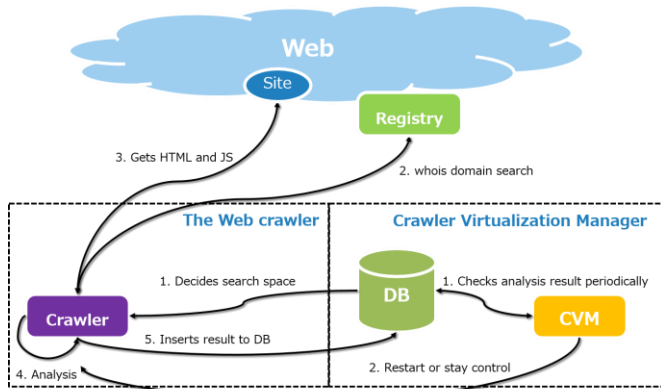 Web
Site
Registry
3. Gets HTML and JS
2. whois domain search
The Web crawler
Crawler Virtualization Manager
1. Decides search space
1. Checks analysis result periodically
DB
Crawler
CVM
5. Inserts result to DB
4. Analysis
2. Restart or stay control